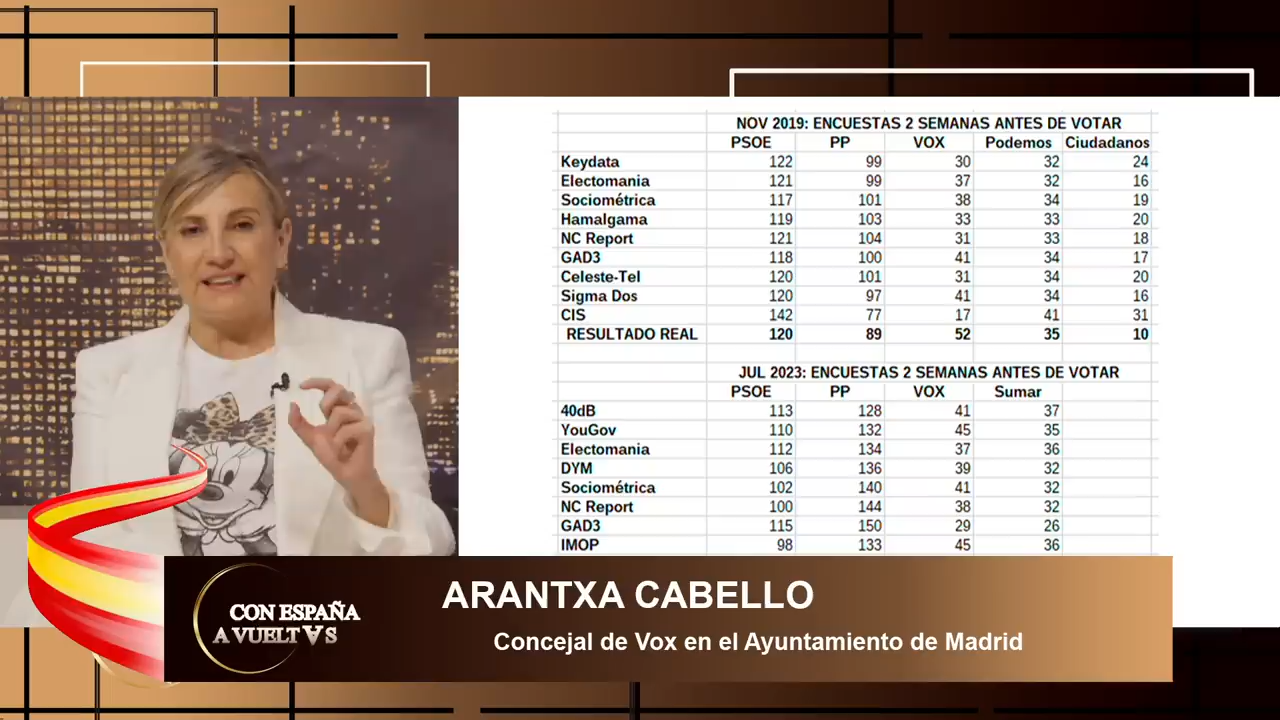 NOV 2019: ENCUESTAS 2 SEMANAS ANTES DE VOTAR
PSOE PP VOX Podemos Ciudadanos
Keydata 122 99 30 32 24
Electomania 121 99 37 32 16
Sociométrica 117 101 38 34 19
Hamalgama 119 103 33 33 20
NC Report 121 104 31 33 18
GAD3 118 100 41 34 17
Celeste-Tel 120 101 31 34 20
Sigma Dos 120 97 41 34 16
CIS 142 77 17 41 31
RESULTADO REAL 120 89 52 35 10
JUL 2023: ENCUESTAS 2 SEMANAS ANTES DE VOTAR
PSOE PP VOX Sumar
40dB 113 128 41 37
YouGov 110 132 45 35
Electomania 112 134 37 36
DYM 106 136 39 32
Sociométrica 102 140 41 32
NC Report 100 144 38 32
GAD3 115 150 29 26
IMOP 98 133 45 36
CON ESPAÑA
A VUELT∀S
ARANTXA CABELLO
Concejal de Vox en el Ayuntamiento de Madrid